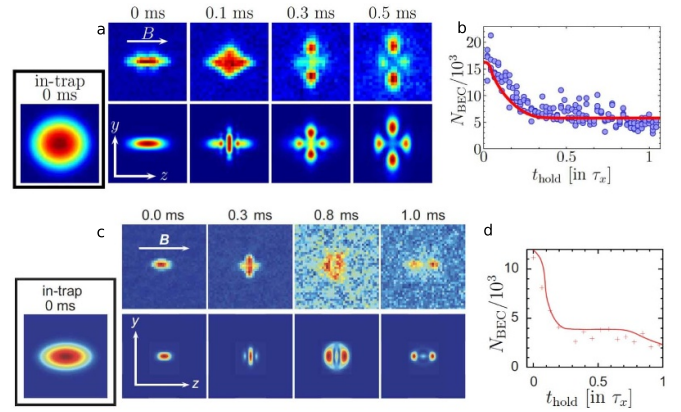 0 ms 0.1 ms 0.3 ms 0.5 ms
a
B
in-trap
0 ms
y
z
b
20
15
10
5
0
N_BEC/10^3
0 0.5 1
t_hold [in τ_x]
c
0.0 ms 0.3 ms 0.8 ms 1.0 ms
B
in-trap
0 ms
y
z
d
10
5
0
N_BEC/10^3
0 0.5 1
t_hold [in τ_x]